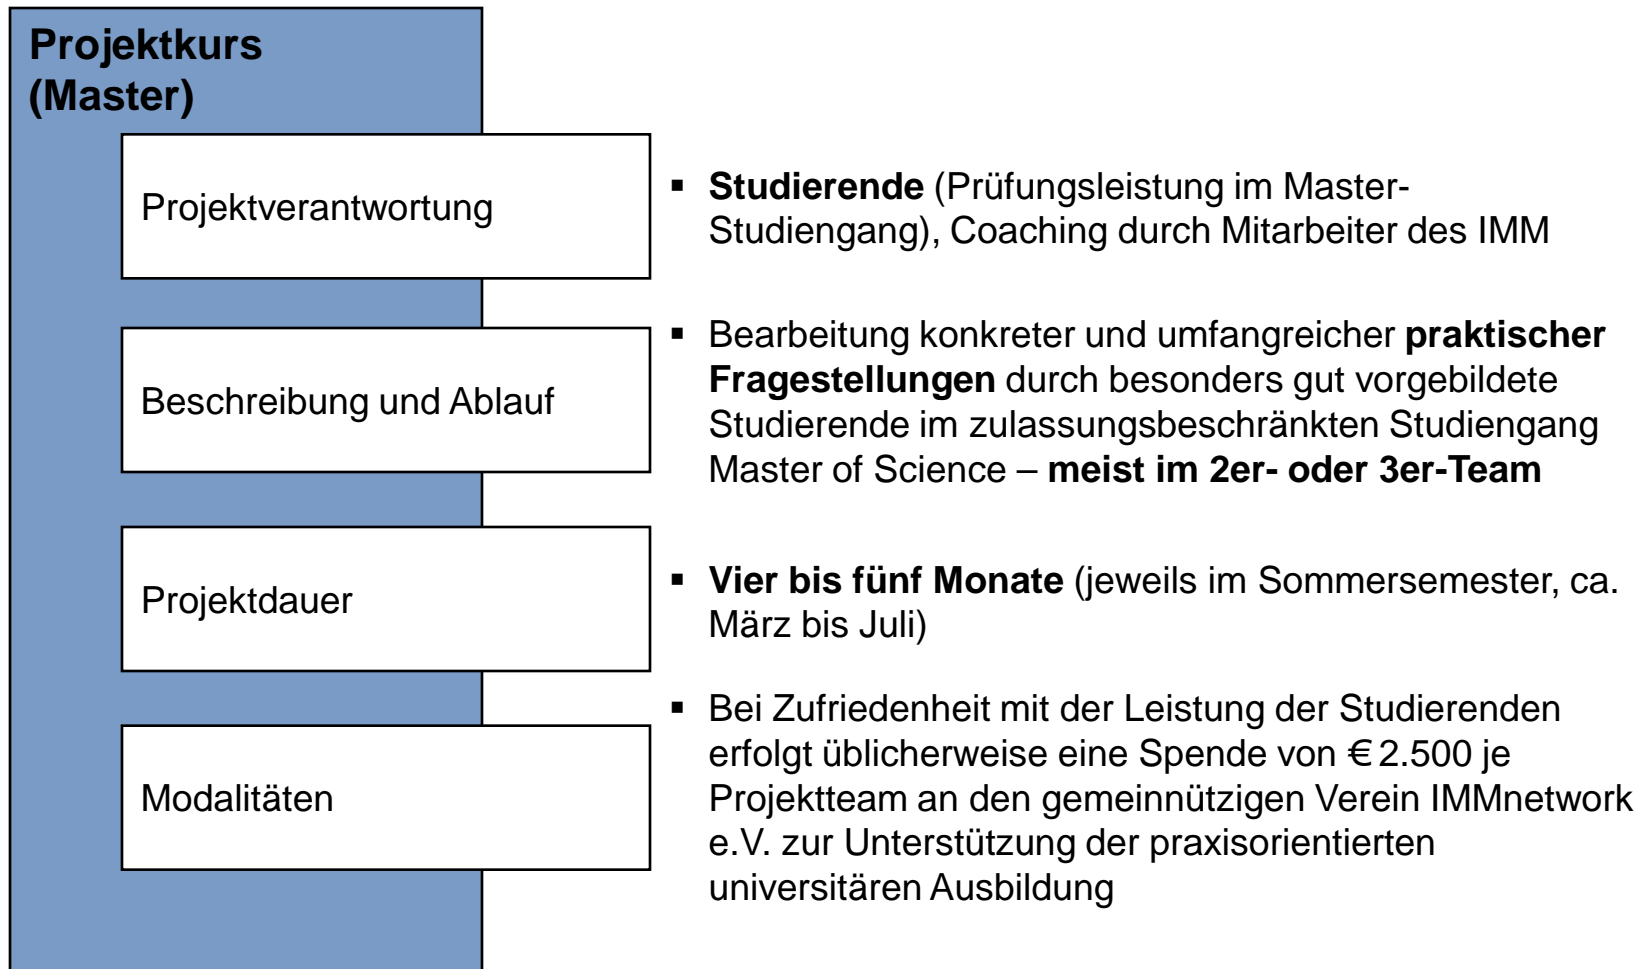 Projektkurs
(Master)
Projektverantwortung
▪ Studierende (Prüfungsleistung im Master-
Studiengang), Coaching durch Mitarbeiter des IMM
Beschreibung und Ablauf
▪ Bearbeitung konkreter und umfangreicher praktischer
Fragestellungen durch besonders gut vorgebildete
Studierende im zulassungsbeschränkten Studiengang
Master of Science – meist im 2er- oder 3er-Team
Projektdauer
▪ Vier bis fünf Monate (jeweils im Sommersemester, ca.
März bis Juli)
Modalitäten
▪ Bei Zufriedenheit mit der Leistung der Studierenden
erfolgt üblicherweise eine Spende von € 2.500 je
Projektteam an den gemeinnützigen Verein IMMnetwork
e.V. zur Unterstützung der praxisorientierten
universitären Ausbildung